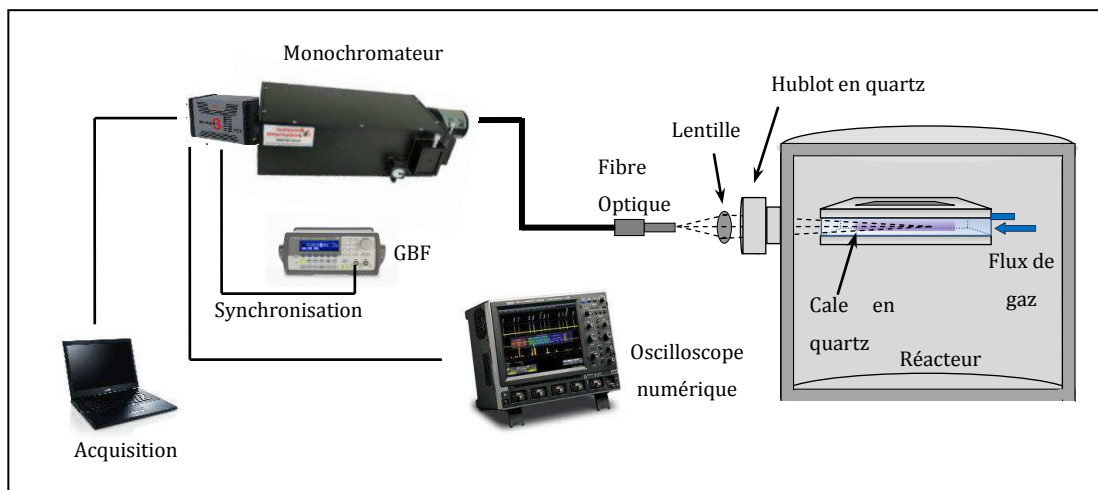 Monochromateur
Hublot en quartz
Lentille
Fibre
Optique
GBF
Synchronisation
Flux de
gaz
Cale en
quartz
Réacteur
Oscilloscope
numérique
Acquisition